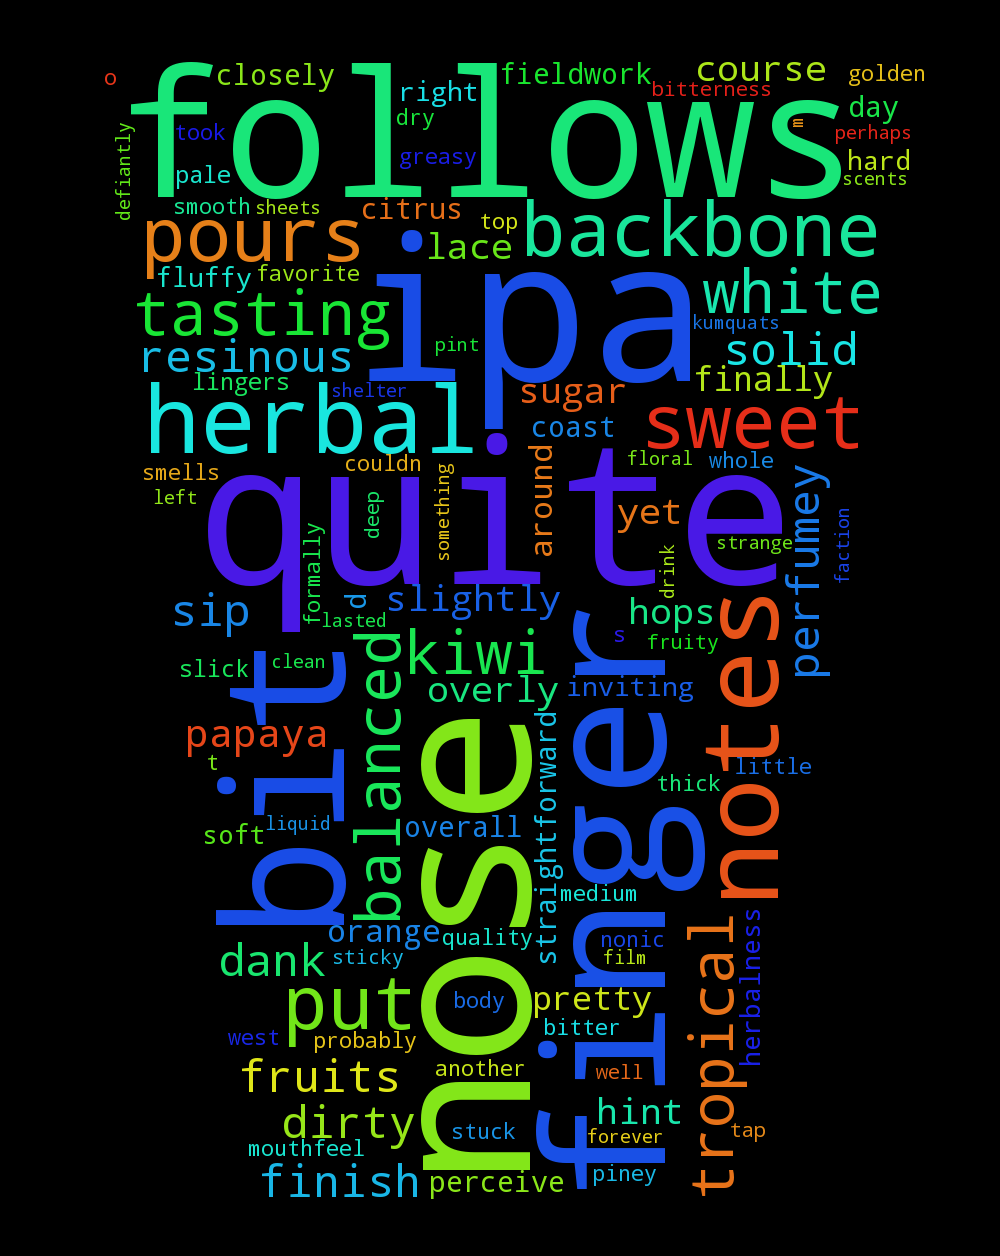 follows
o
closely
fieldwork
course
golden
right
bitterness
day
dry
took
defiantly
greasy
m
perhaps
hard
pale
scents
smooth
sheets
citrus
top
backbone
pours
lace
ipa
fluffy
favorite
white
tasting
kumquats
resinous
pint
solid
lingers
shelter
sugar
finally
herbal
coast
sweet
smells
couldn
floral
whole
left
deep
something
around
yet
perfumey
quite
strange
faction
formally
drink
sip
d
slightly
hops
notes
lasted
s
fruity
slick
clean
bit
balanced
kiwi
overly
inviting
finger
papaya
nose
straightforward
t
little
thick
soft
liquid
overall
medium
orange
quality
nonic
tropical
herbalness
dank
sticky
film
put
body
pretty
west
probably
bitter
fruits
another
well
dirty
hint
stuck
forever
tap
mouthfeel
finish
perceive
piney